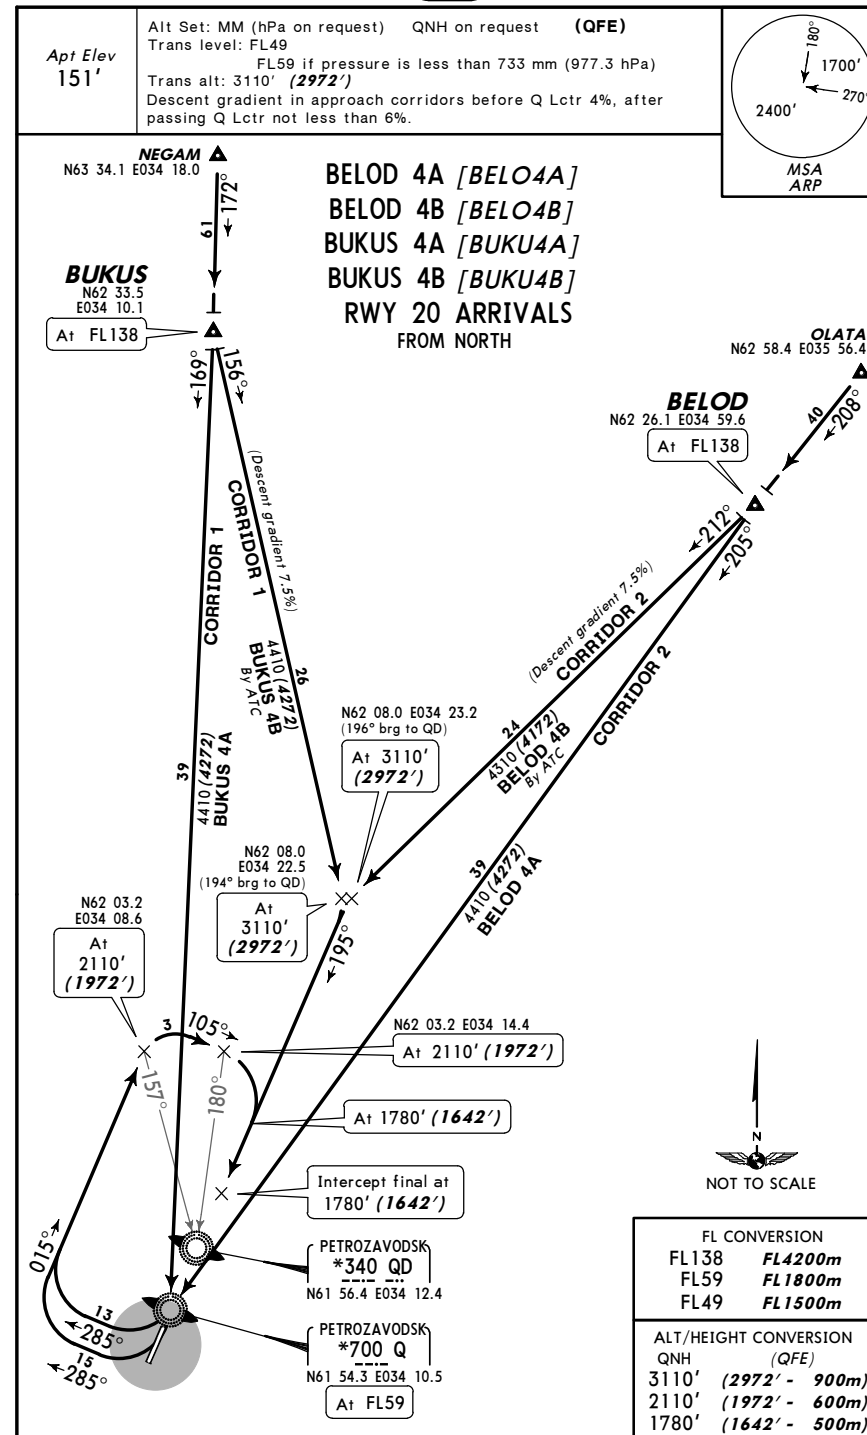 Apt Elev
151'
Alt Set: MM (hPa on request) QNH on request (QFE)
Trans level: FL49
FL59 if pressure is less than 733 mm (977.3 hPa)
Trans alt: 3110' (2972')
Descent gradient in approach corridors before Q Lctr 4%, after
passing Q Lctr not less than 6%.
180°
1700'
270°
2400'
MSA
ARP
NEGAM
N63 34.1 E034 18.0
172°
61
BELOD 4A [BELO4A]
BELOD 4B [BELO4B]
BUKUS 4A [BUKU4A]
BUKUS 4B [BUKU4B]
RWY 20 ARRIVALS
FROM NORTH
BUKUS
N62 33.5
E034 10.1
At FL138
169°
156°
OLATA
N62 58.4 E035 56.4
40
208°
BELOD
N62 26.1 E034 59.6
At FL138
212°
205°
(Descent gradient 7.5%)
CORRIDOR 1
26
4410 (4272)
BUKUS 4B
By ATC
CORRIDOR 1
39
4410 (4272)
BUKUS 4A
(Descent gradient 7.5%)
CORRIDOR 2
24
4310 (4172)
BELOD 4B
By ATC
CORRIDOR 2
39
4410 (4272)
BELOD 4A
N62 08.0 E034 23.2
(196° brg to QD)
At 3110'
(2972')
N62 08.0
E034 22.5
(194° brg to QD)
At
3110'
(2972')
195°
N62 03.2
E034 08.6
At
2110'
(1972')
3
105°
N62 03.2 E034 14.4
At 2110' (1972')
157°
180°
At 1780' (1642')
Intercept final at
1780' (1642')
015°
13
285°
15
285°
PETROZAVODSK
*340 QD
N61 56.4 E034 12.4
PETROZAVODSK
*700 Q
N61 54.3 E034 10.5
At FL59
N
NOT TO SCALE
FL CONVERSION
FL138 FL4200m
FL59 FL1800m
FL49 FL1500m
ALT/HEIGHT CONVERSION
QNH (QFE)
3110' (2972' - 900m)
2110' (1972' - 600m)
1780' (1642' - 500m)